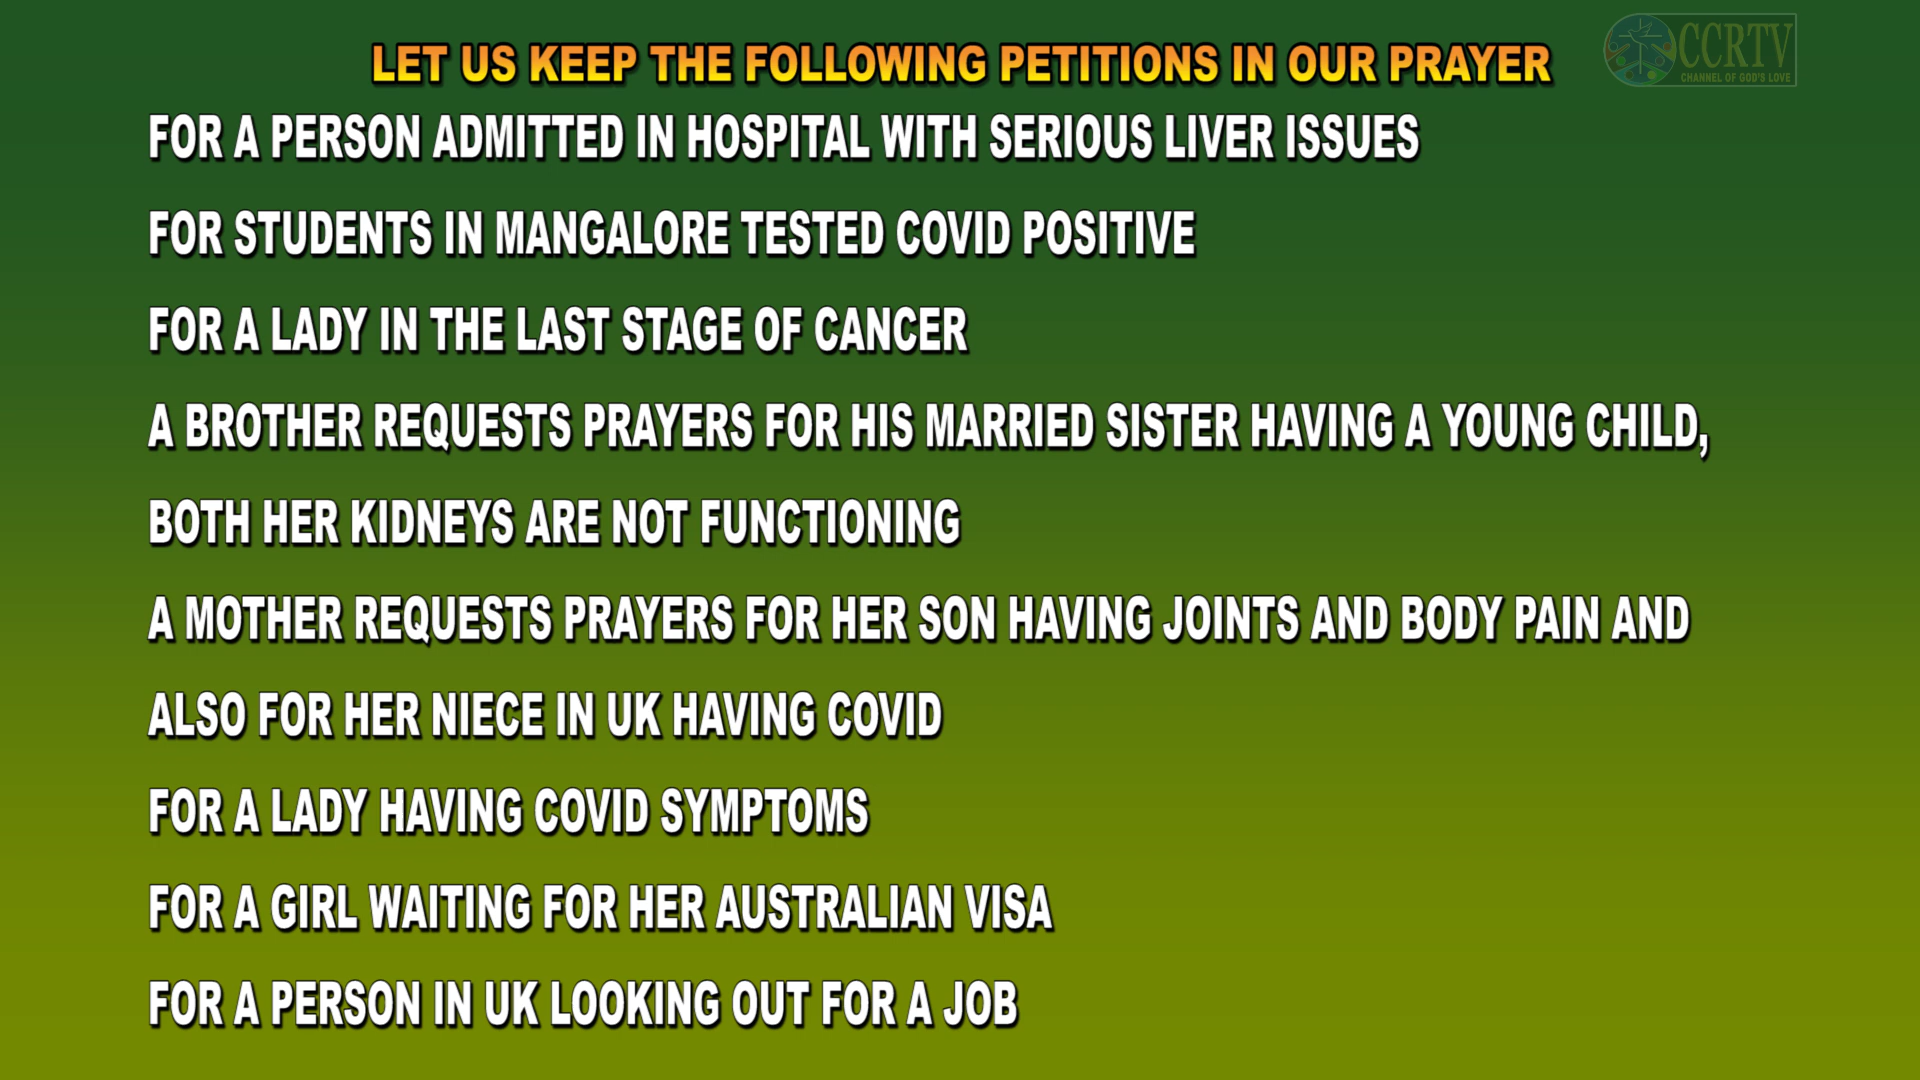 LET US KEEP THE FOLLOWING PETITIONS IN OUR PRAYER
CCRTV
CHANNEL OF GOD'S LOVE
FOR A PERSON ADMITTED IN HOSPITAL WITH SERIOUS LIVER ISSUES
FOR STUDENTS IN MANGALORE TESTED COVID POSITIVE
FOR A LADY IN THE LAST STAGE OF CANCER
A BROTHER REQUESTS PRAYERS FOR HIS MARRIED SISTER HAVING A YOUNG CHILD,
BOTH HER KIDNEYS ARE NOT FUNCTIONING
A MOTHER REQUESTS PRAYERS FOR HER SON HAVING JOINTS AND BODY PAIN AND
ALSO FOR HER NIECE IN UK HAVING COVID
FOR A LADY HAVING COVID SYMPTOMS
FOR A GIRL WAITING FOR HER AUSTRALIAN VISA
FOR A PERSON IN UK LOOKING OUT FOR A JOB